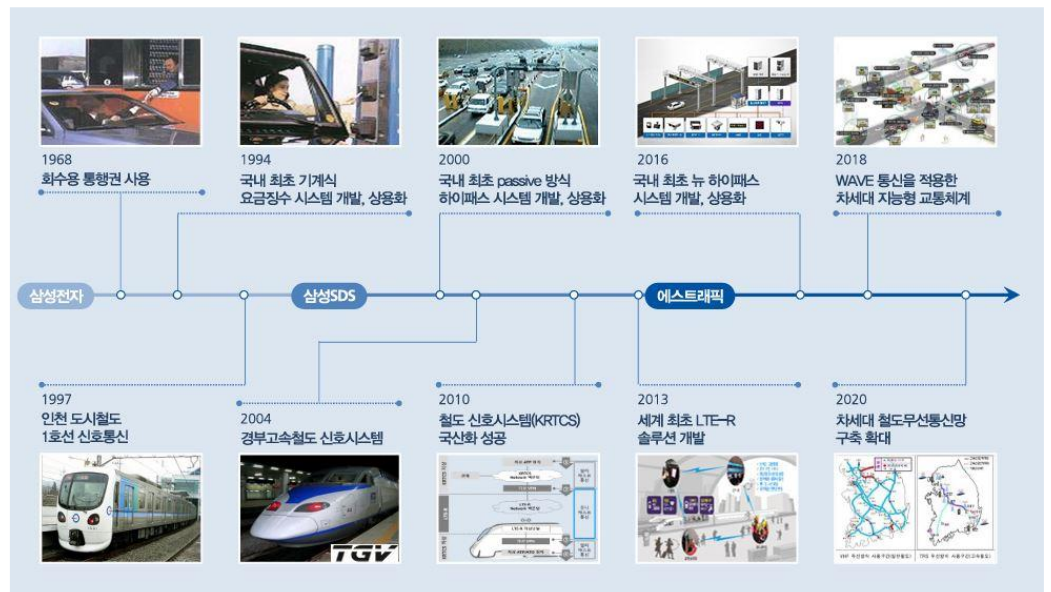 1968
화수용 통행권 사용
1994
국내 최초 기계식
요금징수 시스템 개발, 상용화
2000
국내 최초 passive 방식
하이패스 시스템 개발, 상용화
2016
국내 최초 뉴 하이패스
시스템 개발, 상용화
2018
WAVE 통신을 적용한
차세대 지능형 교통체계
삼성전자
삼성SDS
에스트래픽
1997
인천 도시철도
1호선 신호통신
2004
경부고속철도 신호시스템
TGV
2010
철도 신호시스템(KRTCS)
국산화 성공
2013
세계 최초 LTE-R
솔루션 개발
2020
차세대 철도무선통신망
구축 확대